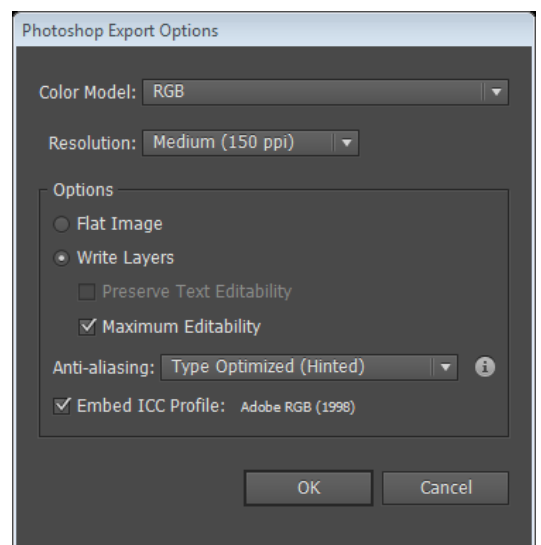 Photoshop Export Options
Color Model: RGB
Resolution: Medium (150 ppi)
Options
Flat Image
Write Layers
Preserve Text Editability
Maximum Editability
Anti-aliasing: Type Optimized (Hinted)
Embed ICC Profile: Adobe RGB (1998)
OK Cancel